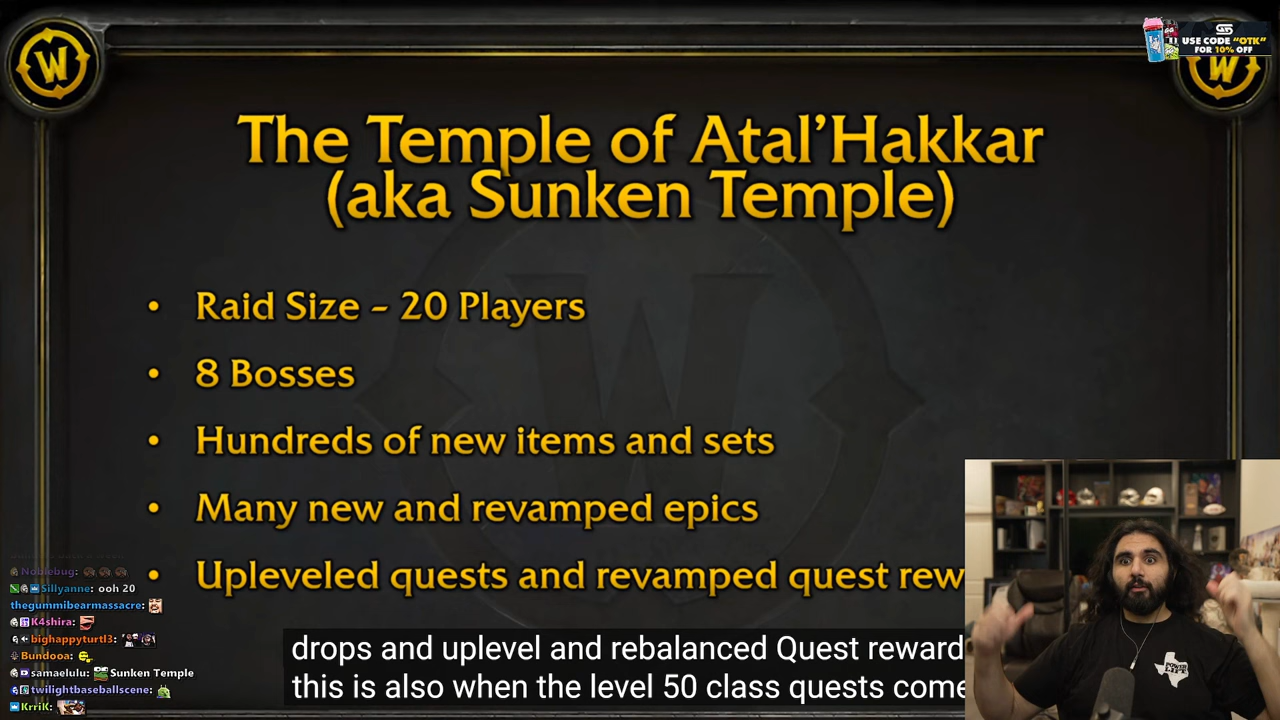 USE CODE "OTK"
FOR 10% OFF
The Temple of Atal'Hakkar
(aka Sunken Temple)
• Raid Size – 20 Players
• 8 Bosses
• Hundreds of new items and sets
• Many new and revamped epics
• Upleveled quests and revamped quest rew
Noblebug:
Sillyanne: ooh 20
thegummibearmassacre:
K4shira:
bighappyturtl3:
Bundooa:
samaelulu: Sunken Temple
twilightbaseballscene:
KrriK:
drops and uplevel and rebalanced Quest reward
this is also when the level 50 class quests come
POWER
LIFT